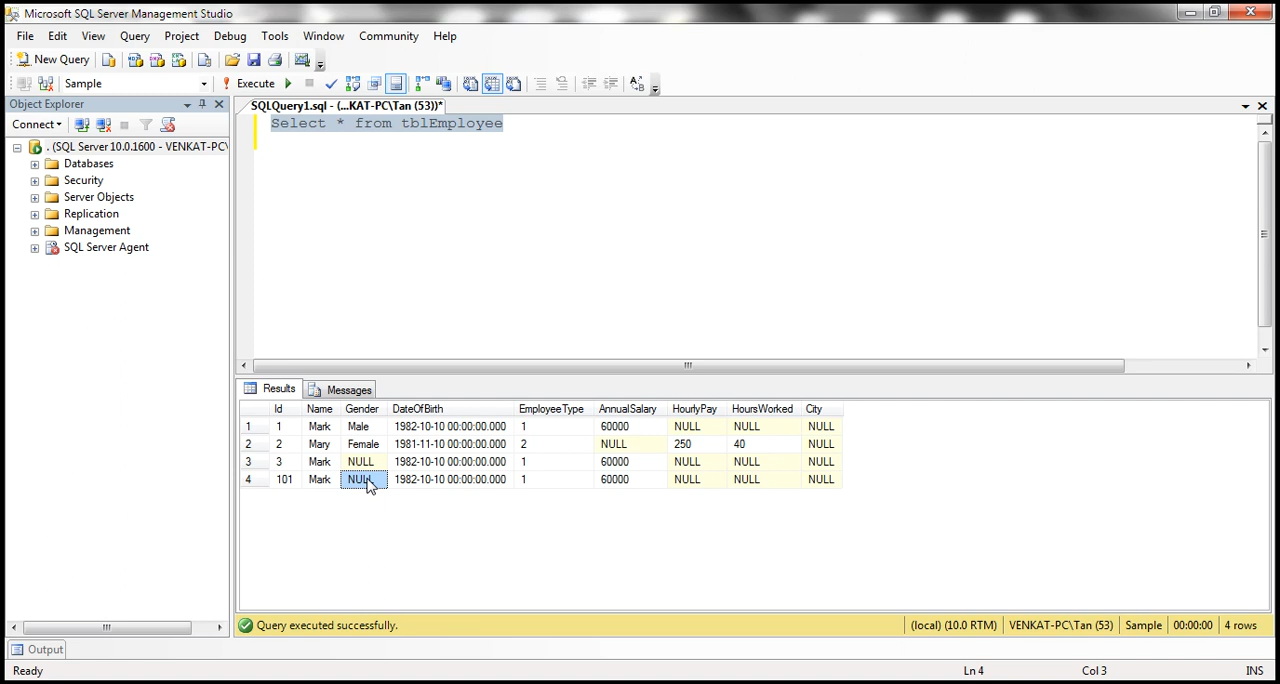 Microsoft SQL Server Management Studio
File Edit View Query Project Debug Tools Window Community Help
New Query
Sample Execute
Object Explorer
SQLQuery1.sql - (...KAT-PC\Tan (53))*
Connect
Select * from tblEmployee
. (SQL Server 10.0.1600 - VENKAT-PC\
Databases
Security
Server Objects
Replication
Management
SQL Server Agent
Results Messages
Id Name Gender DateOfBirth EmployeeType AnnualSalary HourlyPay HoursWorked City
1 1 Mark Male 1982-10-10 00:00:00.000 1 60000 NULL NULL NULL
2 2 Mary Female 1981-11-10 00:00:00.000 2 NULL 250 40 NULL
3 3 Mark NULL 1982-10-10 00:00:00.000 1 60000 NULL NULL NULL
4 101 Mark NULL 1982-10-10 00:00:00.000 1 60000 NULL NULL NULL
Query executed successfully. (local) (10.0 RTM) VENKAT-PC\Tan (53) Sample 00:00:00 4 rows
Output
Ready Ln 4 Col 3 INS